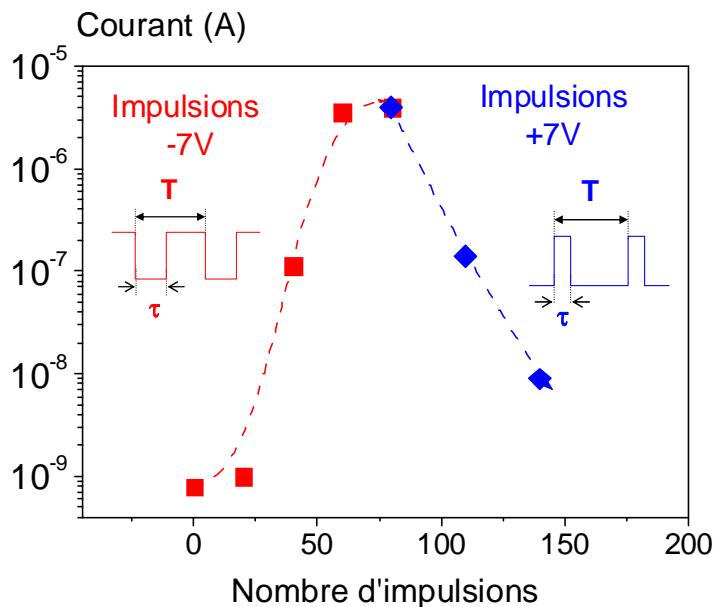 Courant (A)
10⁻⁵
10⁻⁶
10⁻⁷
10⁻⁸
10⁻⁹
Impulsions
-7V
T
τ
Impulsions
+7V
T
τ
0
50
100
150
200
Nombre d'impulsions